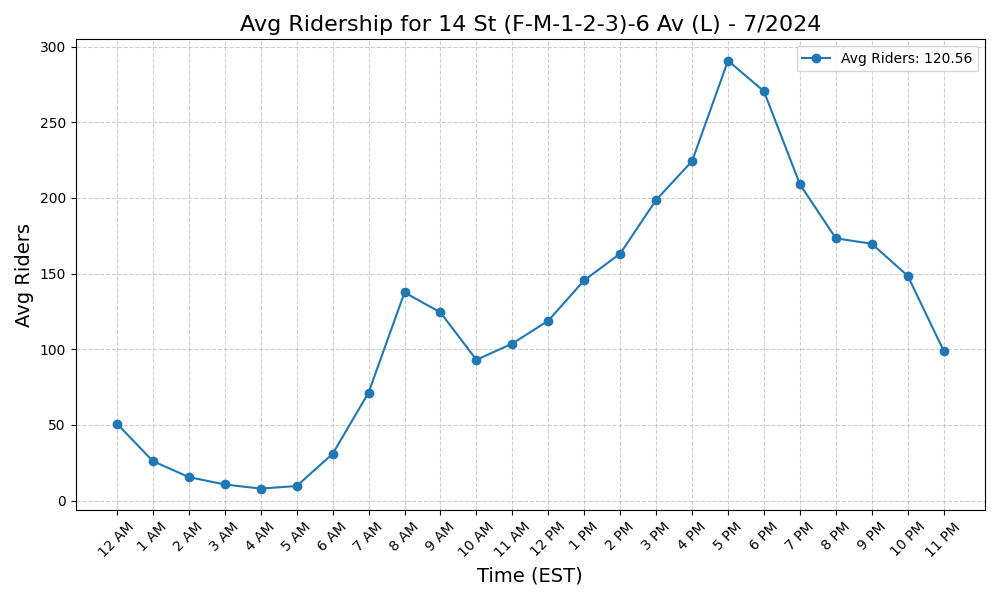 Avg Ridership for 14 St (F-M-1-2-3)-6 Av (L) - 7/2024
Avg Riders: 120.56
300
250
200
150
100
50
0
Avg Riders
12 AM
1 AM
2 AM
3 AM
4 AM
5 AM
6 AM
7 AM
8 AM
9 AM
10 AM
11 AM
12 PM
1 PM
2 PM
3 PM
4 PM
5 PM
6 PM
7 PM
8 PM
9 PM
10 PM
11 PM
Time (EST)